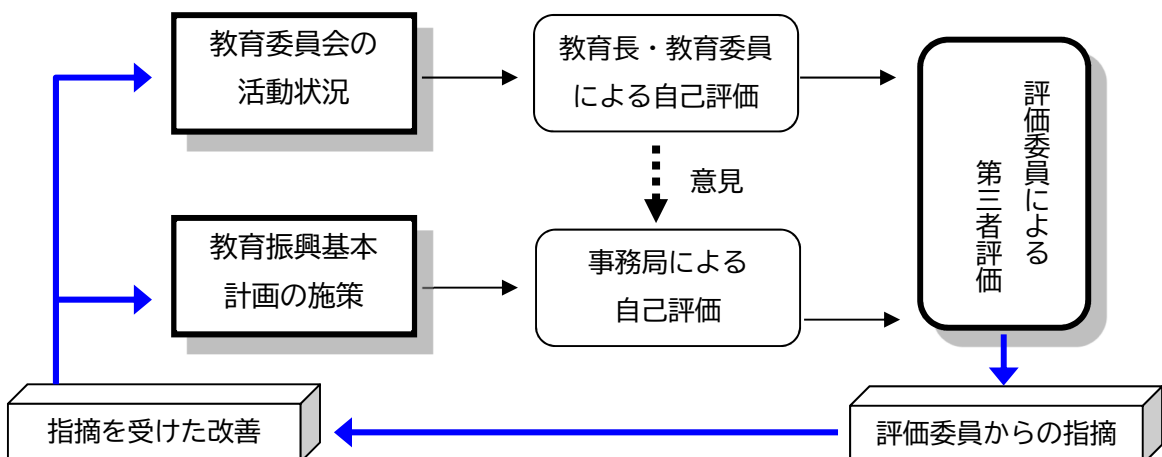 教育委員会の
活動状況
教育長・教育委員
による自己評価
評価委員による
第三者評価
意見
教育振興基本
計画の施策
事務局による
自己評価
指摘を受けた改善
評価委員からの指摘